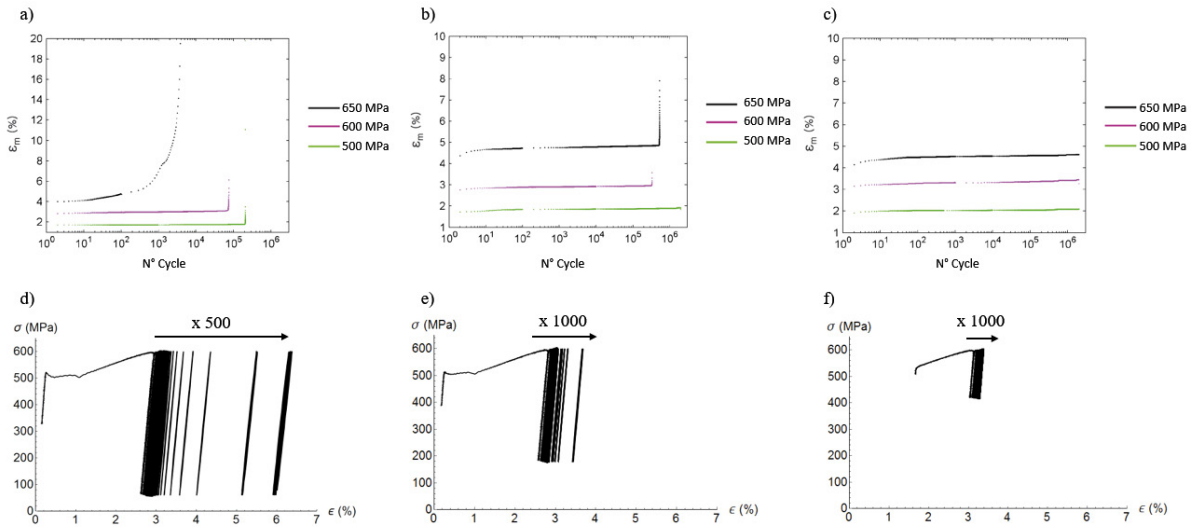 a)
20
18
16
14
12
10
8
6
4
2
εm (%)
10⁰ 10¹ 10² 10³ 10⁴ 10⁵ 10⁶
N° Cycle
650 MPa
600 MPa
500 MPa
b)
10
9
8
7
6
5
4
3
2
1
εm (%)
10⁰ 10¹ 10² 10³ 10⁴ 10⁵ 10⁶
N° Cycle
650 MPa
600 MPa
500 MPa
c)
10
9
8
7
6
5
4
3
2
1
εm (%)
10⁰ 10¹ 10² 10³ 10⁴ 10⁵ 10⁶
N° Cycle
650 MPa
600 MPa
500 MPa
d)
σ (MPa)
x 500
600
500
400
300
200
100
0
0 1 2 3 4 5 6 7
ϵ (%)
e)
σ (MPa)
x 1000
600
500
400
300
200
100
0
0 1 2 3 4 5 6 7
ϵ (%)
f)
σ (MPa)
x 1000
600
500
400
300
200
100
0
0 1 2 3 4 5 6 7
ϵ (%)